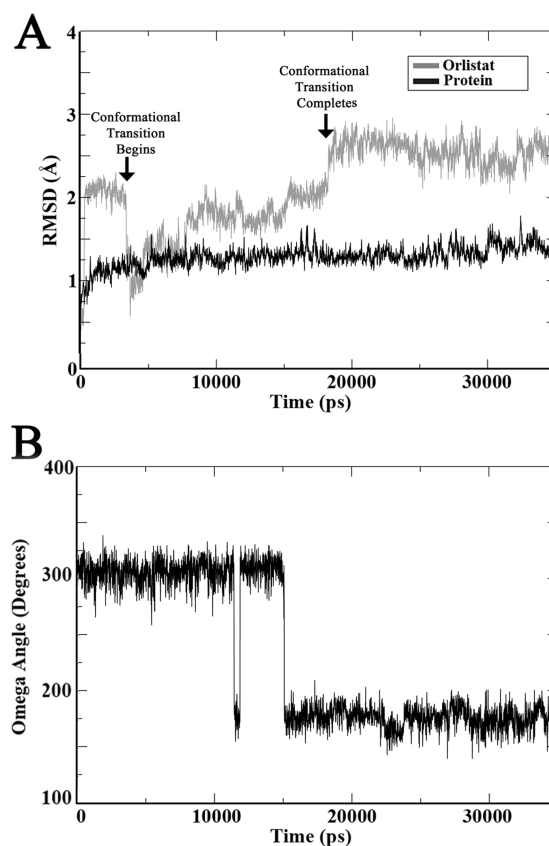 A
4
3
2
1
0
RMSD (Å)
Conformational
Transition
Begins
Conformational
Transition
Completes
Orlistat
Protein
0
10000
20000
30000
Time (ps)
B
400
300
200
100
Omega Angle (Degrees)
0
10000
20000
30000
Time (ps)